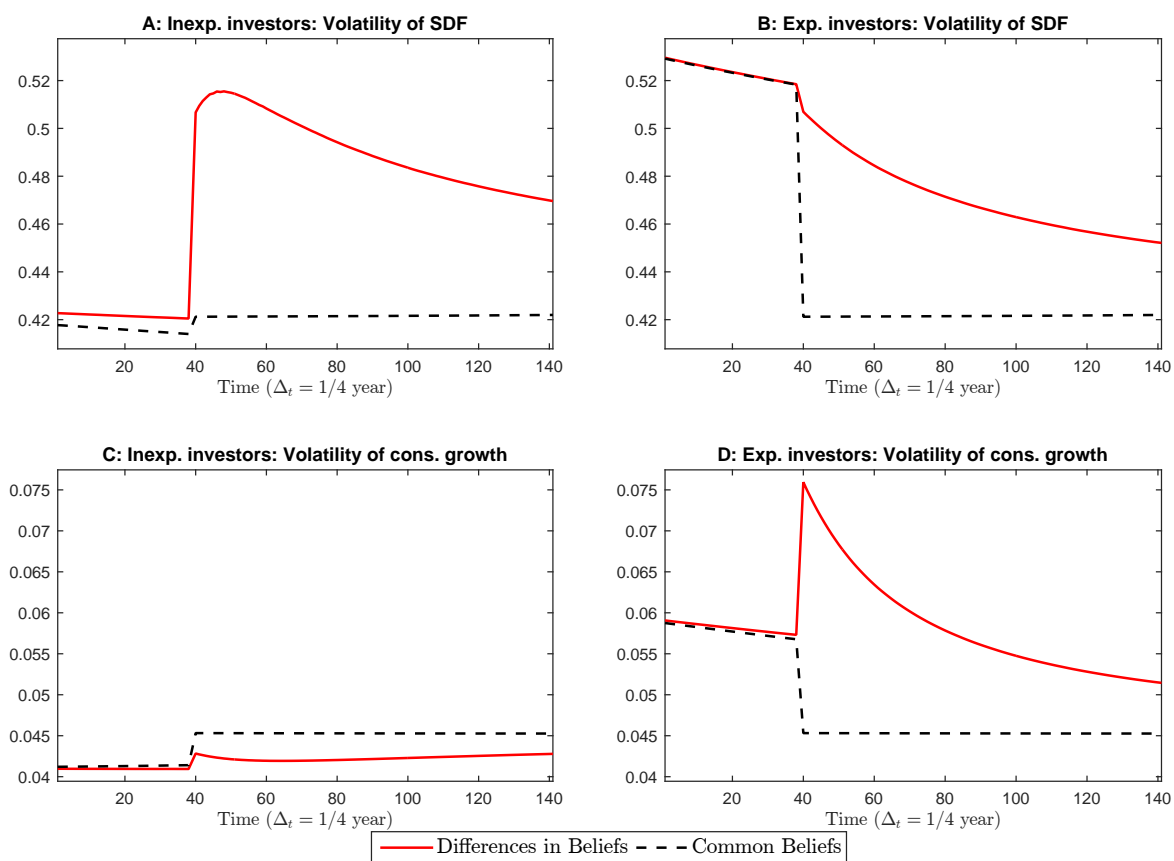 A: Inexp. investors: Volatility of SDF
0.52
0.5
0.48
0.46
0.44
0.42
20 40 60 80 100 120 140
Time (Δt = 1/4 year)
B: Exp. investors: Volatility of SDF
0.52
0.5
0.48
0.46
0.44
0.42
20 40 60 80 100 120 140
Time (Δt = 1/4 year)
C: Inexp. investors: Volatility of cons. growth
0.075
0.07
0.065
0.06
0.055
0.05
0.045
0.04
20 40 60 80 100 120 140
Time (Δt = 1/4 year)
D: Exp. investors: Volatility of cons. growth
0.075
0.07
0.065
0.06
0.055
0.05
0.045
0.04
20 40 60 80 100 120 140
Time (Δt = 1/4 year)
Differences in Beliefs Common Beliefs